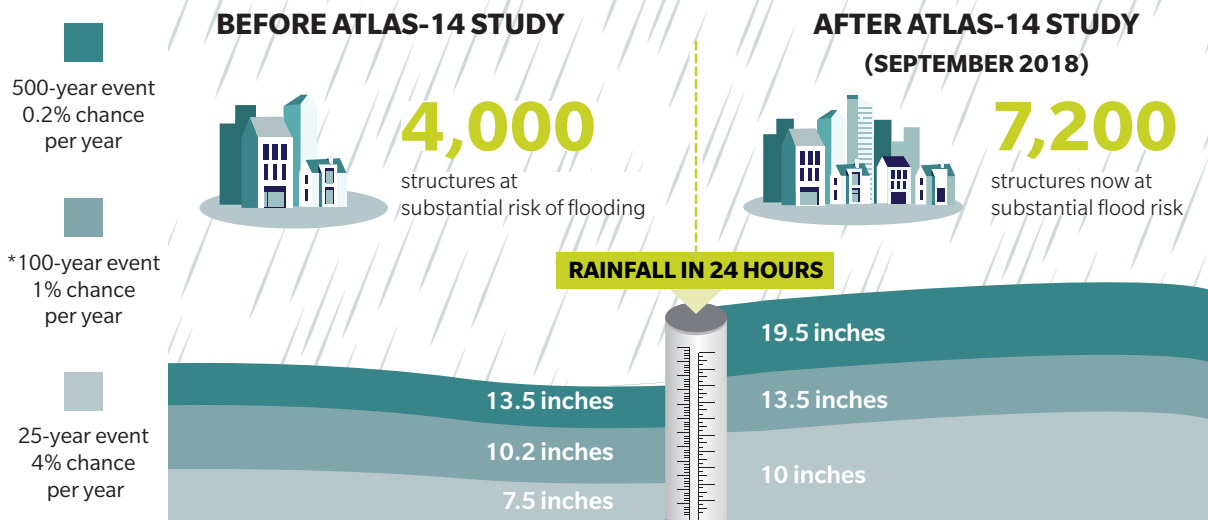 BEFORE ATLAS-14 STUDY
AFTER ATLAS-14 STUDY
(SEPTEMBER 2018)
500-year event
0.2% chance
per year
*100-year event
1% chance
per year
25-year event
4% chance
per year
4,000
structures at
substantial risk of flooding
7,200
structures now at
substantial flood risk
RAINFALL IN 24 HOURS
13.5 inches
10.2 inches
7.5 inches
19.5 inches
13.5 inches
10 inches